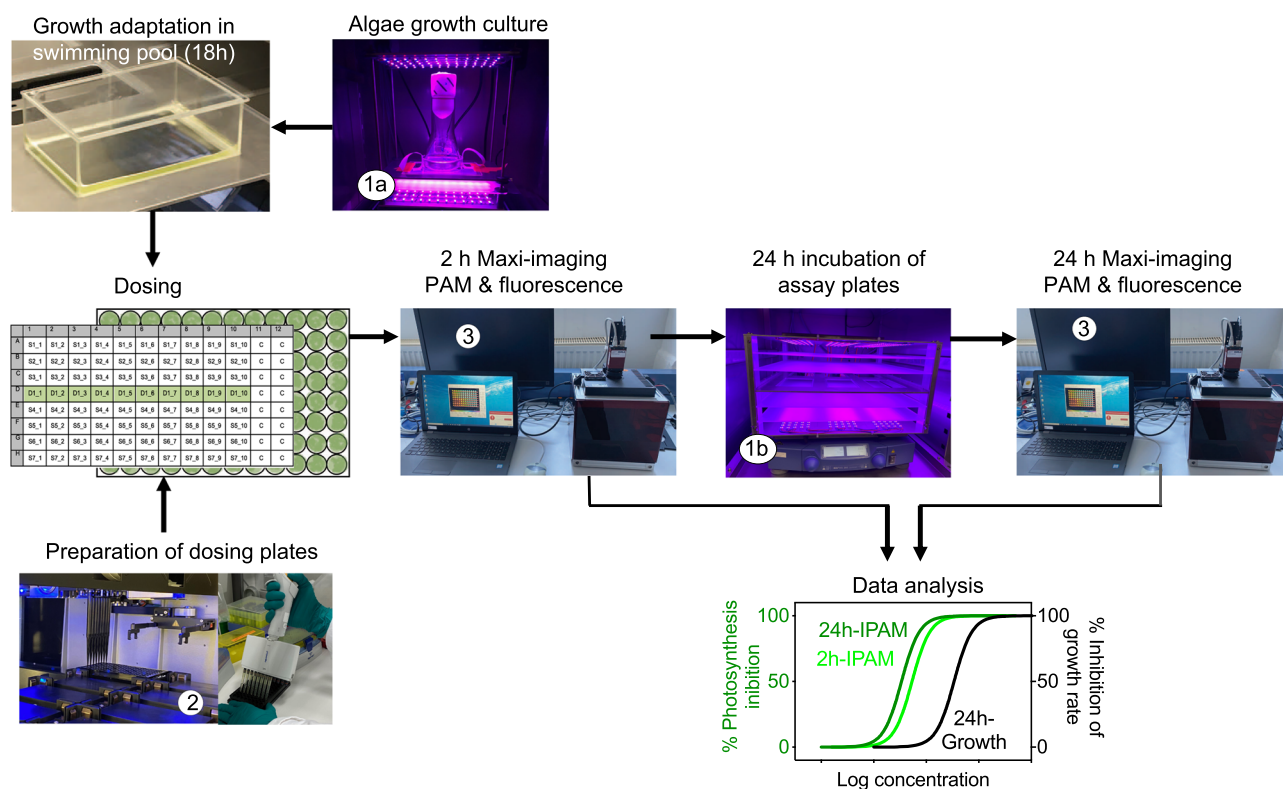 Growth adaptation in
swimming pool (18h)
Algae growth culture
1a
Dosing
1 2 3 4 5 6 7 8 9 10 11 12
A S1_1 S1_2 S1_3 S1_4 S1_5 S1_6 S1_7 S1_8 S1_9 S1_10 C C
B S2_1 S2_2 S2_3 S2_4 S2_5 S2_6 S2_7 S2_8 S2_9 S2_10 C C
C S3_1 S3_2 S3_3 S3_4 S3_5 S3_6 S3_7 S3_8 S3_9 S3_10 C C
D D1_1 D1_2 D1_3 D1_4 D1_5 D1_6 D1_7 D1_8 D1_9 D1_10 C C
E S4_1 S4_2 S4_3 S4_4 S4_5 S4_6 S4_7 S4_8 S4_9 S4_10 C C
F S5_1 S5_2 S5_3 S5_4 S5_5 S5_6 S5_7 S5_8 S5_9 S5_10 C C
G S6_1 S6_2 S6_3 S6_4 S6_5 S6_6 S6_7 S6_8 S6_9 S6_10 C C
H S7_1 S7_2 S7_3 S7_4 S7_5 S7_6 S7_7 S7_8 S7_9 S7_10 C C
2 h Maxi-imaging
PAM & fluorescence
3
24 h incubation of
assay plates
1b
24 h Maxi-imaging
PAM & fluorescence
3
Preparation of dosing plates
2
Data analysis
% Photosynthesis
inibition
100
50
0
24h-IPAM
2h-IPAM
24h-
Growth
100
50
0
% Inhibition of
growth rate
Log concentration